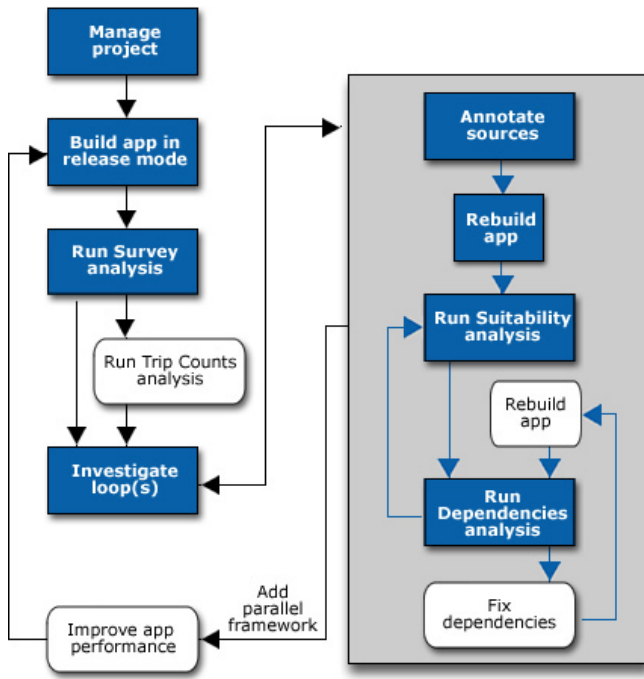 Manage
project
Build app in
release mode
Run Survey
analysis
Run Trip Counts
analysis
Investigate
loop(s)
Improve app
performance
Add
parallel
framework
Annotate
sources
Rebuild
app
Run Suitability
analysis
Rebuild
app
Run
Dependencies
analysis
Fix
dependencies